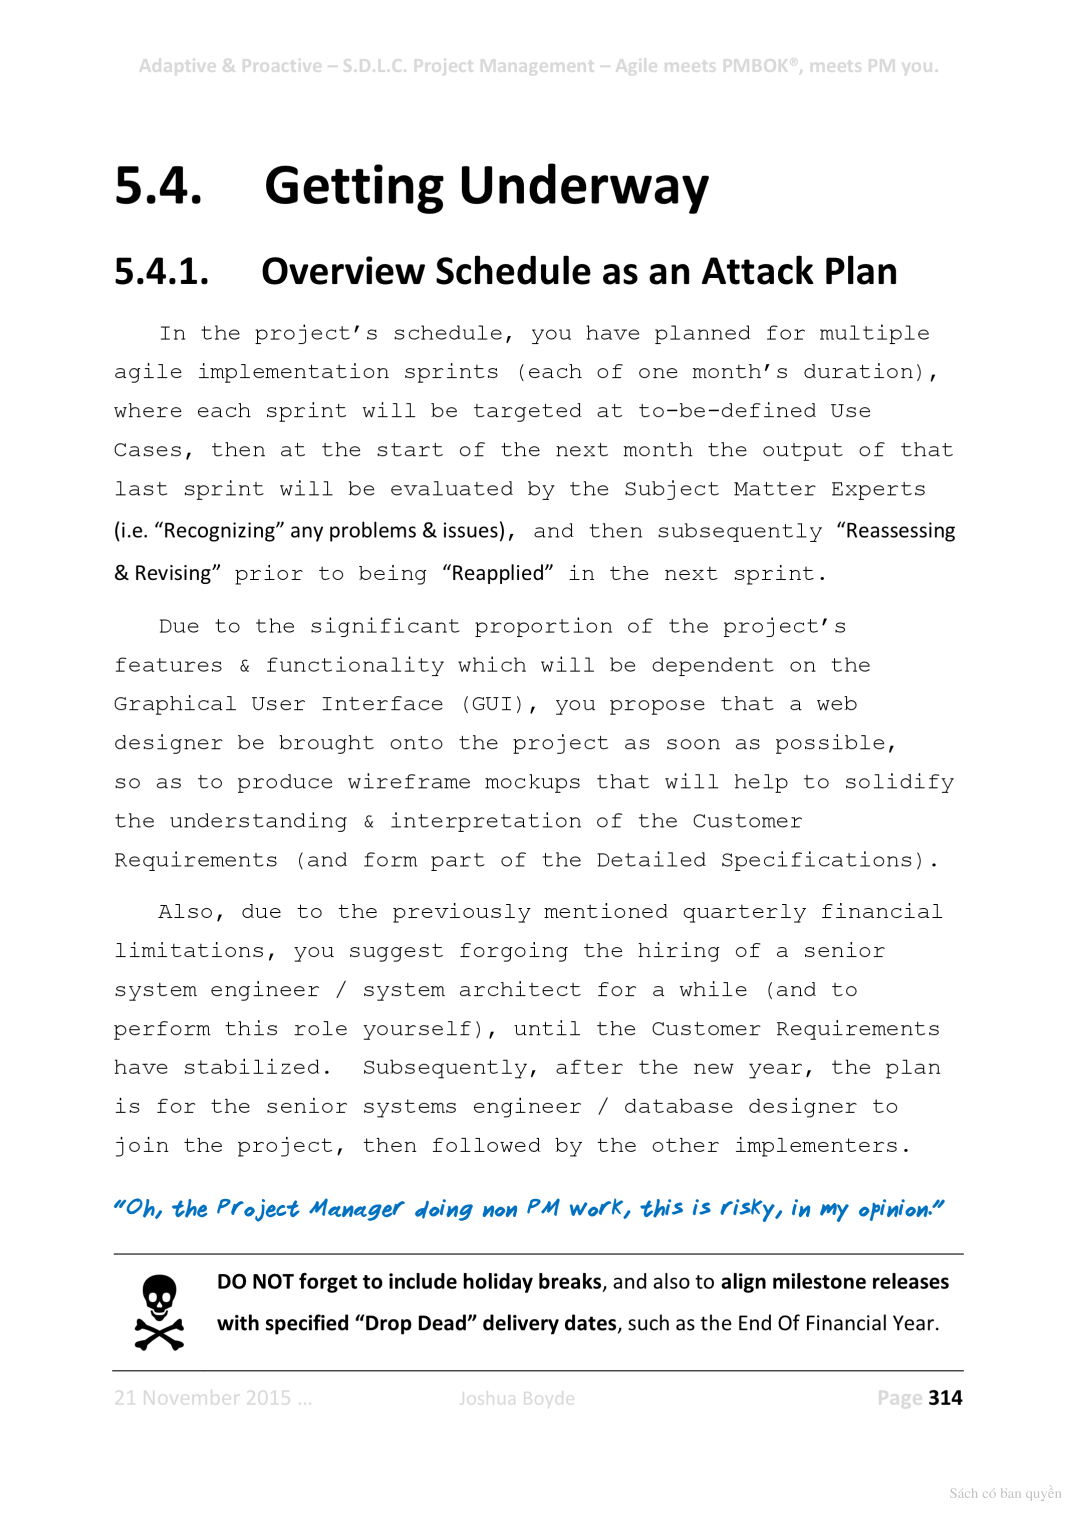 Adaptive & Proactive – S.D.L.C. Project Management – Agile meets PMBOK®, meets PM you.
5.4. Getting Underway
5.4.1. Overview Schedule as an Attack Plan
In the project’s schedule, you have planned for multiple
agile implementation sprints (each of one month’s duration),
where each sprint will be targeted at to-be-defined Use
Cases, then at the start of the next month the output of that
last sprint will be evaluated by the Subject Matter Experts
(i.e. “Recognizing” any problems & issues), and then subsequently “Reassessing
& Revising” prior to being “Reapplied” in the next sprint.
Due to the significant proportion of the project’s
features & functionality which will be dependent on the
Graphical User Interface (GUI), you propose that a web
designer be brought onto the project as soon as possible,
so as to produce wireframe mockups that will help to solidify
the understanding & interpretation of the Customer
Requirements (and form part of the Detailed Specifications).
Also, due to the previously mentioned quarterly financial
limitations, you suggest forgoing the hiring of a senior
system engineer / system architect for a while (and to
perform this role yourself), until the Customer Requirements
have stabilized. Subsequently, after the new year, the plan
is for the senior systems engineer / database designer to
join the project, then followed by the other implementers.
“Oh, the Project Manager doing non PM work, this is risky, in my opinion.”
DO NOT forget to include holiday breaks, and also to align milestone releases
with specified “Drop Dead” delivery dates, such as the End Of Financial Year.
21 November 2015 … Joshua Boyde Page 314
Sách có bản quyền